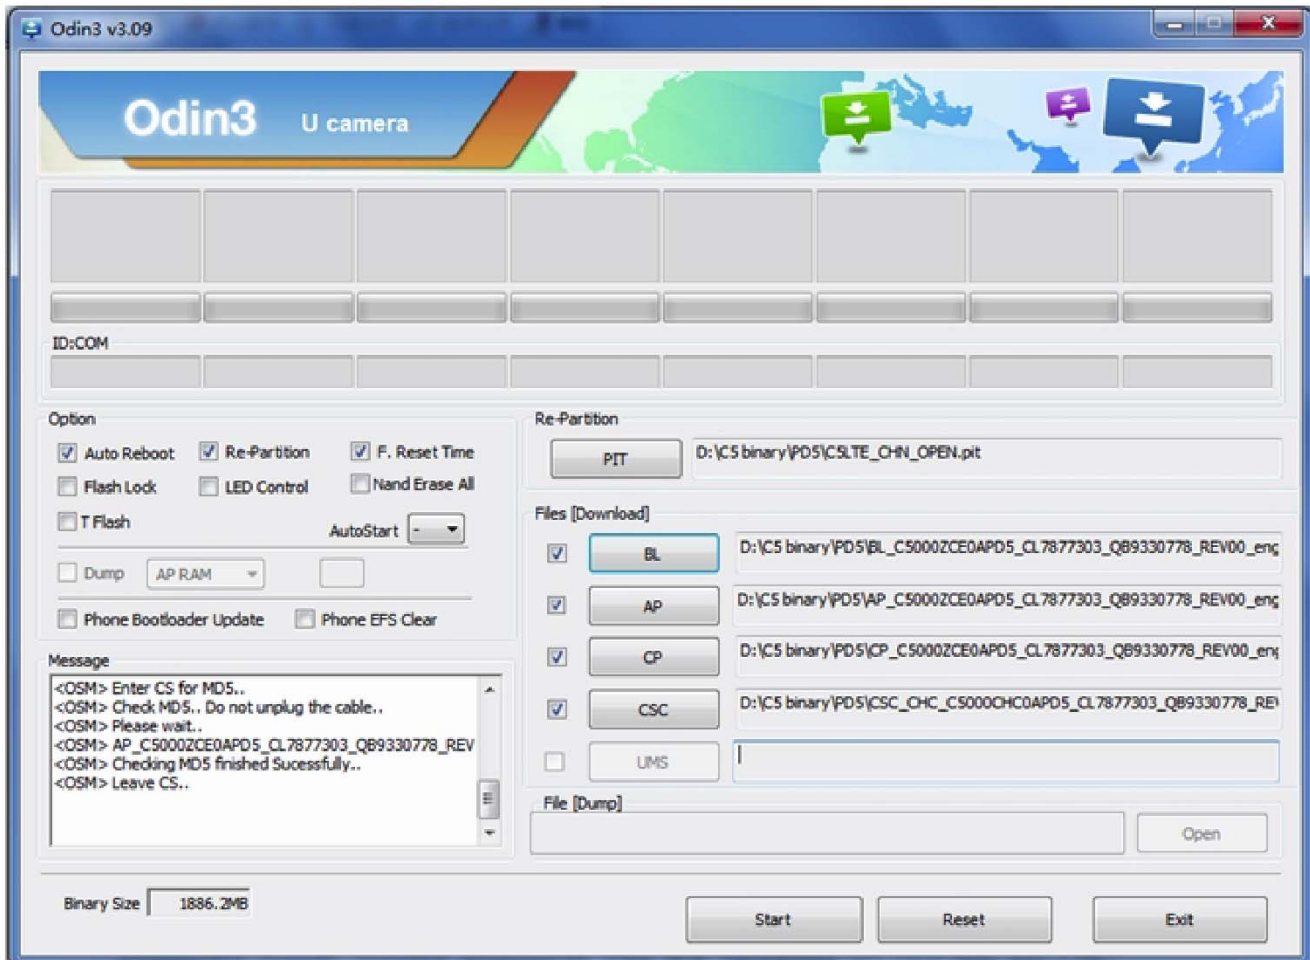 Odin3 v3.09
Odin3 U camera
ID:COM
Option
Auto Reboot Re-Partition F. Reset Time
Flash Lock LED Control Nand Erase All
T Flash AutoStart -
Dump AP RAM
Phone Bootloader Update Phone EFS Clear
Message
<OSM> Enter CS for MD5..
<OSM> Check MD5.. Do not unplug the cable..
<OSM> Please wait..
<OSM> AP_C5000ZCE0APD5_CL7877303_QB9330778_REV
<OSM> Checking MD5 finished Sucessfully..
<OSM> Leave CS..
Re-Partition
PIT D:\C5 binary\PD5\C5LTE_CHN_OPEN.pit
Files [Download]
BL D:\C5 binary\PD5\BL_C5000ZCE0APD5_CL7877303_QB9330778_REV00_eng
AP D:\C5 binary\PD5\AP_C5000ZCE0APD5_CL7877303_QB9330778_REV00_eng
CP D:\C5 binary\PD5\CP_C5000ZCE0APD5_CL7877303_QB9330778_REV00_eng
CSC D:\C5 binary\PD5\CSC_CHC_C5000CHC0APD5_CL7877303_QB9330778_REV
UMS
File [Dump]
Open
Binary Size 1886.2MB
Start Reset Exit